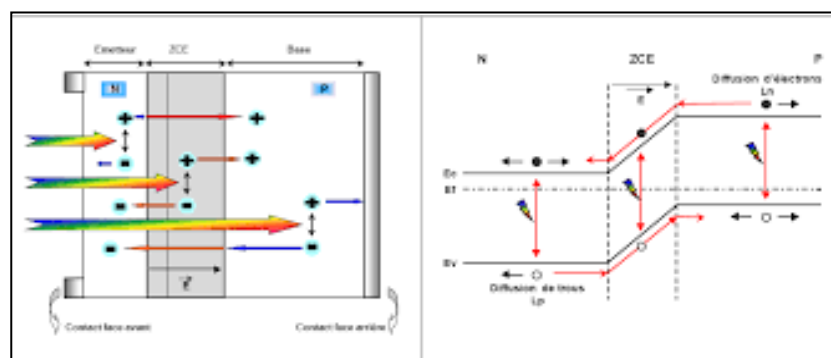 Emetteur ZCE Base
N P
E
Contact face avant Contact face arrière
N ZCE P
Diffusion d'électrons
Ln
E
Ec
Ef
Ev
Diffusion de trous
Lp